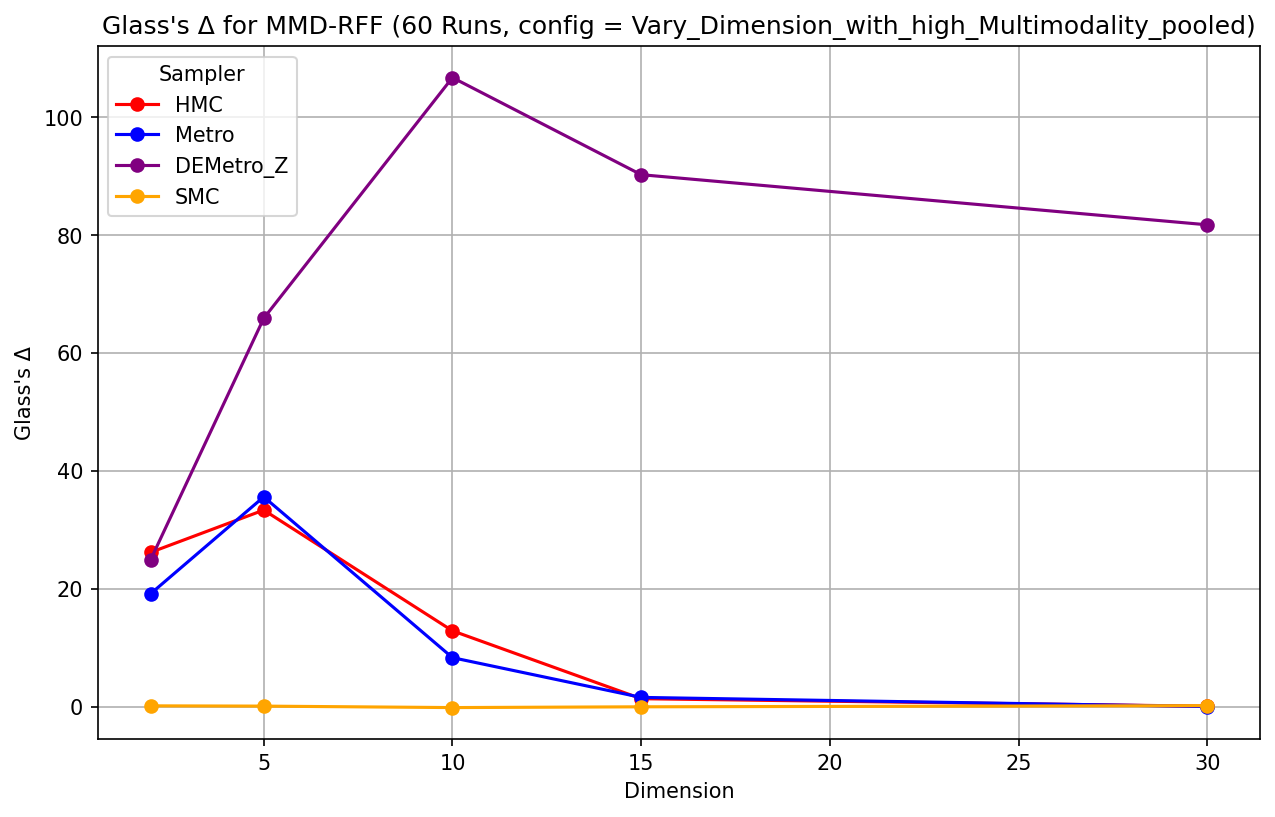 Glass's Δ for MMD-RFF (60 Runs, config = Vary_Dimension_with_high_Multimodality_pooled)
Sampler
HMC
Metro
DEMetro_Z
SMC
Glass's Δ
100
80
60
40
20
0
5 10 15 20 25 30
Dimension